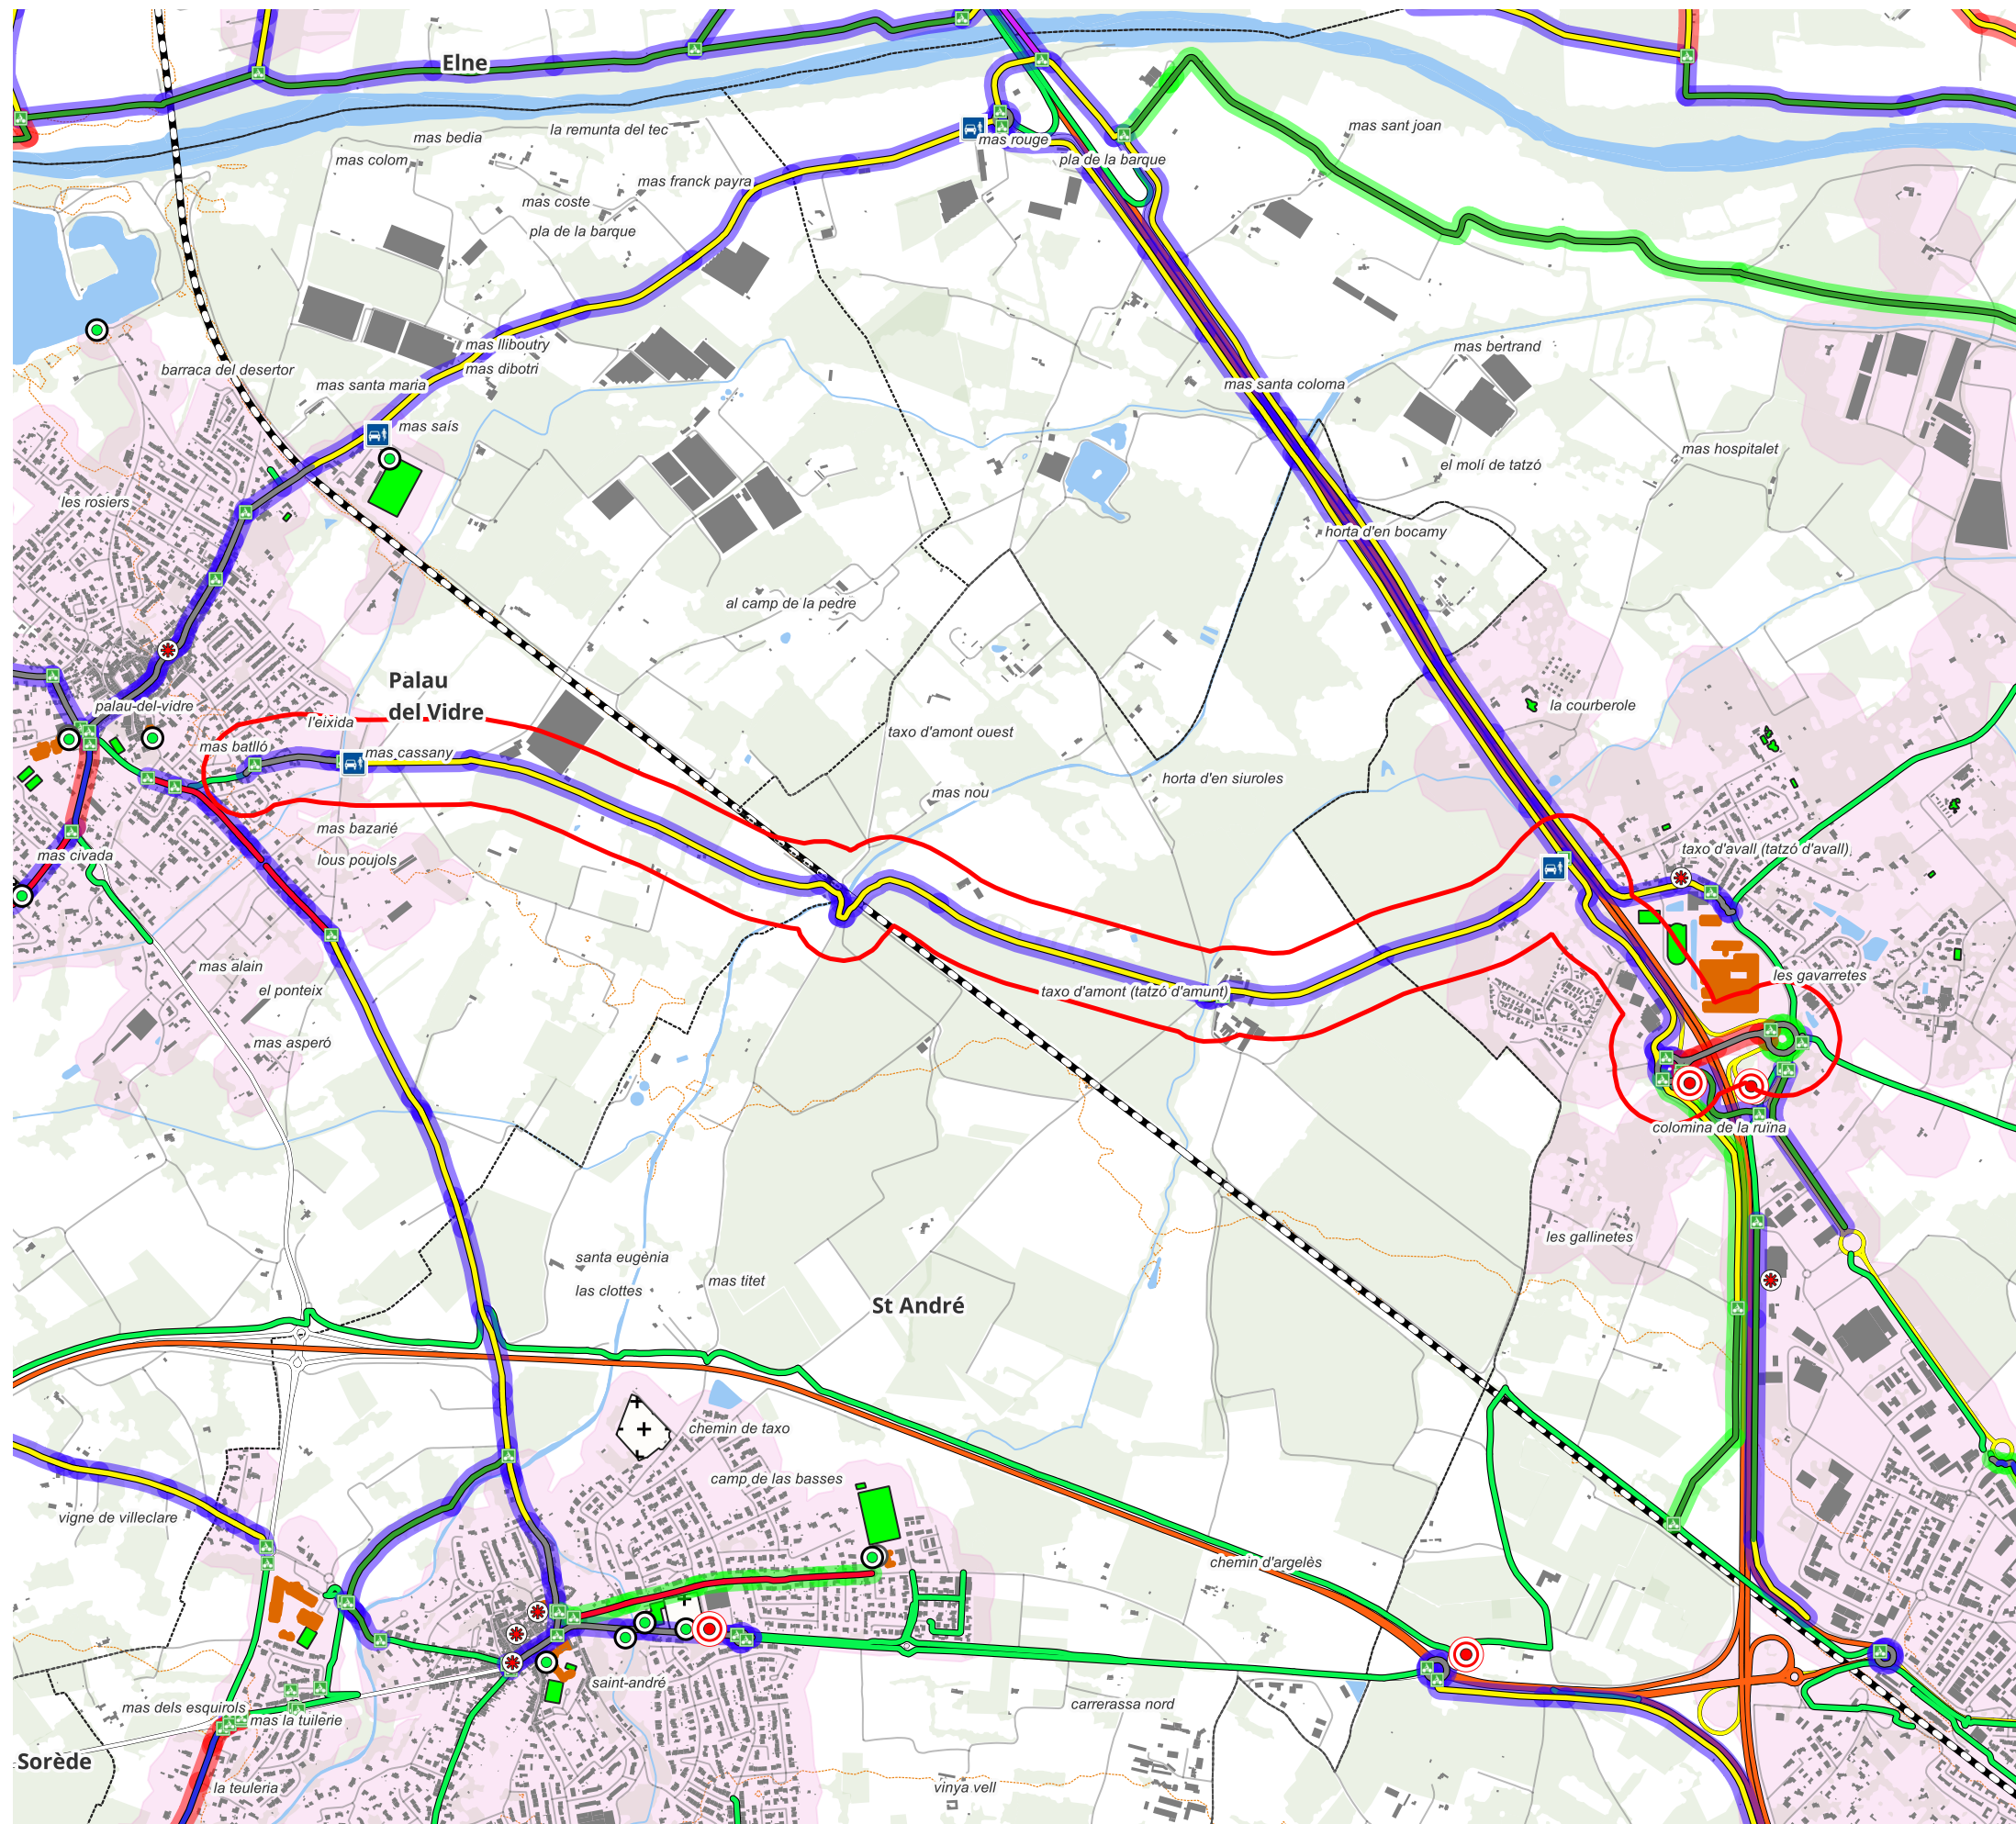 Elne
mas bedia
la remunta del tec
mas colom
mas franck payra
mas coste
pla de la barque
mas rouge
pla de la barque
mas sant joan
mas lliboutry
mas dibotri
barraca del desertor
mas santa maria
mas saís
mas santa coloma
mas bertrand
el molí de tatzó
mas hospitalet
les rosiers
horta d'en bocamy
al camp de la pedre
Palau
del Vidre
palau-del-vidre
l'eixida
mas batlló
mas cassany
la courberole
taxo d'amont ouest
horta d'en siuroles
mas nou
mas bazarié
lous poujols
mas civada
taxo d'avall (tatzó d'avall)
mas alain
el ponteix
taxo d'amont (tatzó d'amunt)
les gavarretes
mas asperó
colomina de la ruïna
les gallinetes
santa eugènia
las clottes
mas titet
St André
chemin de taxo
camp de las basses
vigne de villeclare
chemin d'argelès
saint-andré
carrerassa nord
mas dels esquirols
mas la tuilerie
Sorède
la teuleria
vinya vell